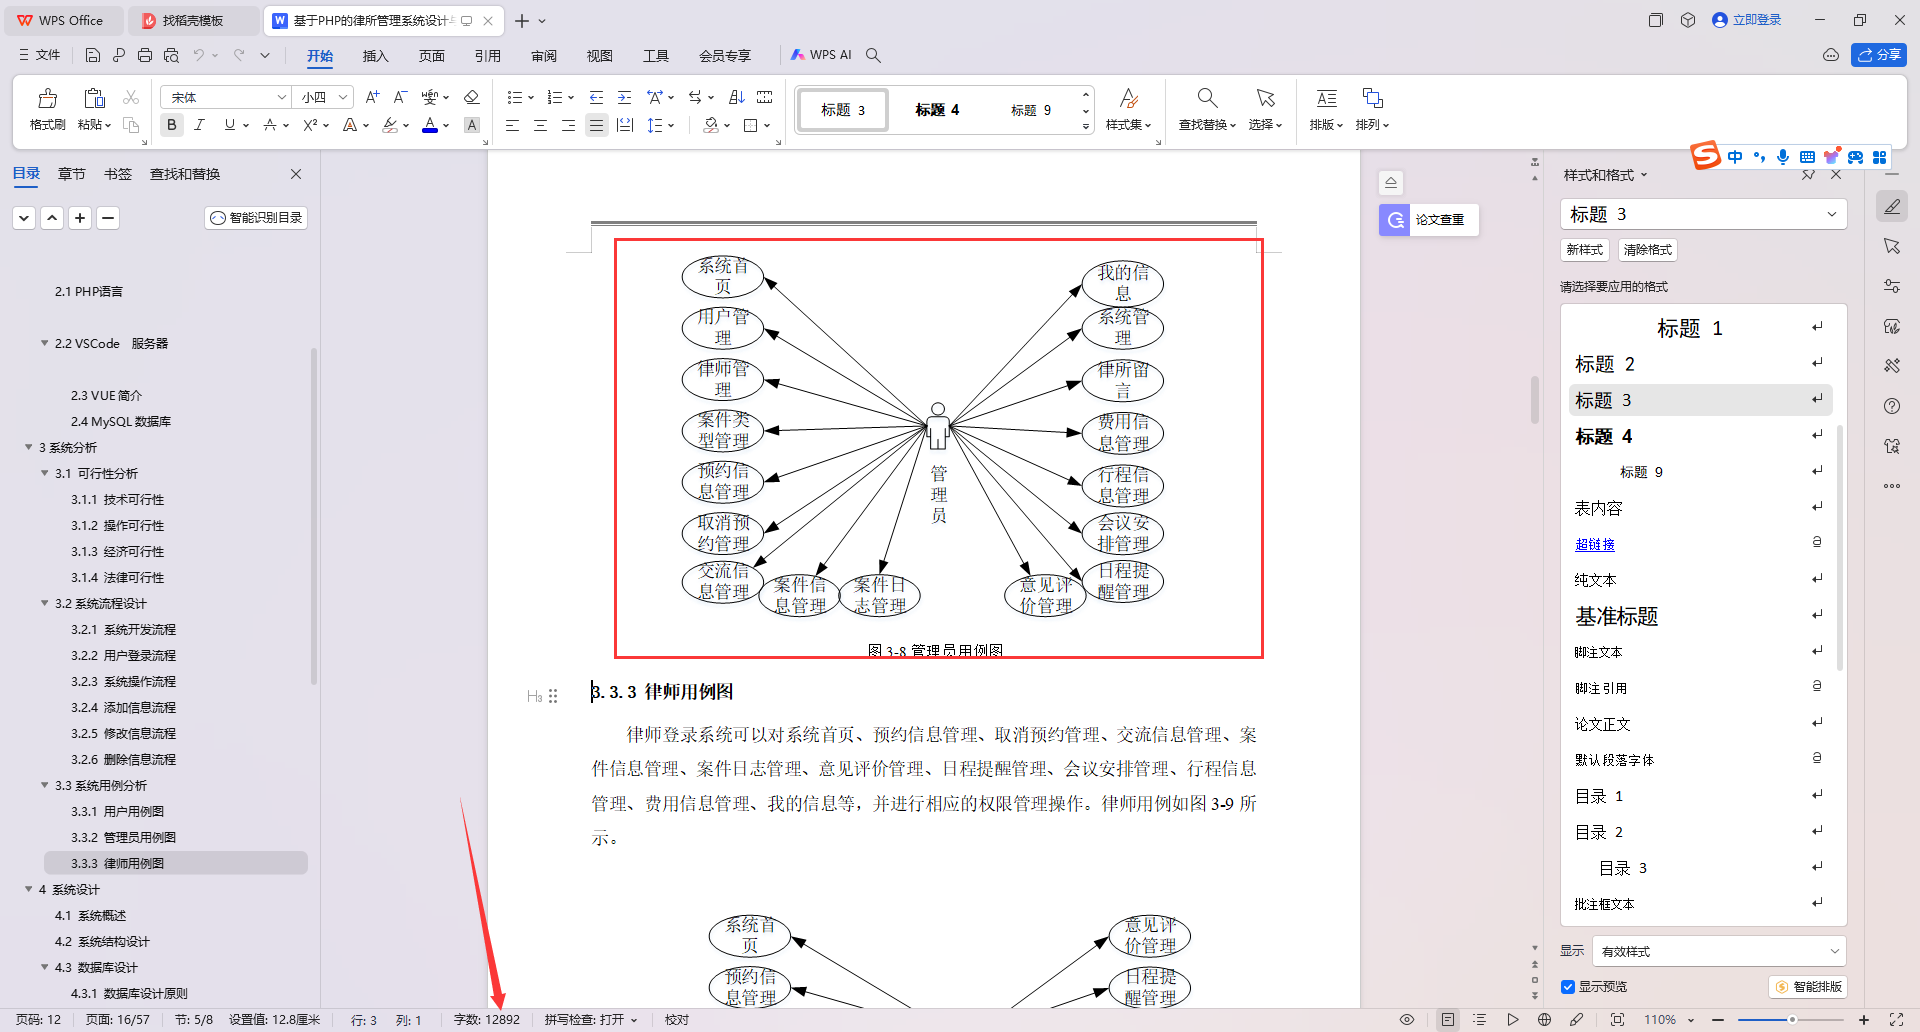 WPS Office
找稻壳模板
基于PHP的律所管理系统设计与
立即登录
文件
开始
插入
页面
引用
审阅
视图
工具
会员专享
WPS AI
分享
格式刷
粘贴
宋体
小四
标题 3
标题 4
标题 9
样式集
查找替换
选择
排版
排列
中
目录
章节
书签
查找和替换
智能识别目录
2.1 PHP语言
2.2 VSCode 服务器
2.3 VUE 简介
2.4 MySQL 数据库
3 系统分析
3.1 可行性分析
3.1.1 技术可行性
3.1.2 操作可行性
3.1.3 经济可行性
3.1.4 法律可行性
3.2 系统流程设计
3.2.1 系统开发流程
3.2.2 用户登录流程
3.2.3 系统操作流程
3.2.4 添加信息流程
3.2.5 修改信息流程
3.2.6 删除信息流程
3.3 系统用例分析
3.3.1 用户用例图
3.3.2 管理员用例图
3.3.3 律师用例图
4 系统设计
4.1 系统概述
4.2 系统结构设计
4.3 数据库设计
4.3.1 数据库设计原则
系统首
页
用户管
理
律师管
理
案件类
型管理
预约信
息管理
取消预
约管理
交流信
息管理
案件信
息管理
案件日
志管理
管
理
员
我的信
息
系统管
理
律所留
言
费用信
息管理
行程信
息管理
会议安
排管理
日程提
醒管理
意见评
价管理
图 3-8 管理员用例图
H3
3.3.3 律师用例图
律师登录系统可以对系统首页、预约信息管理、取消预约管理、交流信息管理、案
件信息管理、案件日志管理、意见评价管理、日程提醒管理、会议安排管理、行程信息
管理、费用信息管理、我的信息等，并进行相应的权限管理操作。律师用例如图 3-9 所
示。
系统首
页
预约信
息管理
意见评
价管理
日程提
醒管理
论文查重
样式和格式
标题 3
新样式
清除格式
请选择要应用的格式
标题 1
标题 2
标题 3
标题 4
标题 9
表内容
超链接
a
纯文本
基准标题
脚注文本
脚注引用
a
论文正文
默认段落字体
a
目录 1
目录 2
目录 3
批注框文本
显示
有效样式
显示预览
智能排版
页码: 12
页面: 16/57
节: 5/8
设置值: 12.8厘米
行: 3
列: 1
字数: 12892
拼写检查: 打开
校对
110%